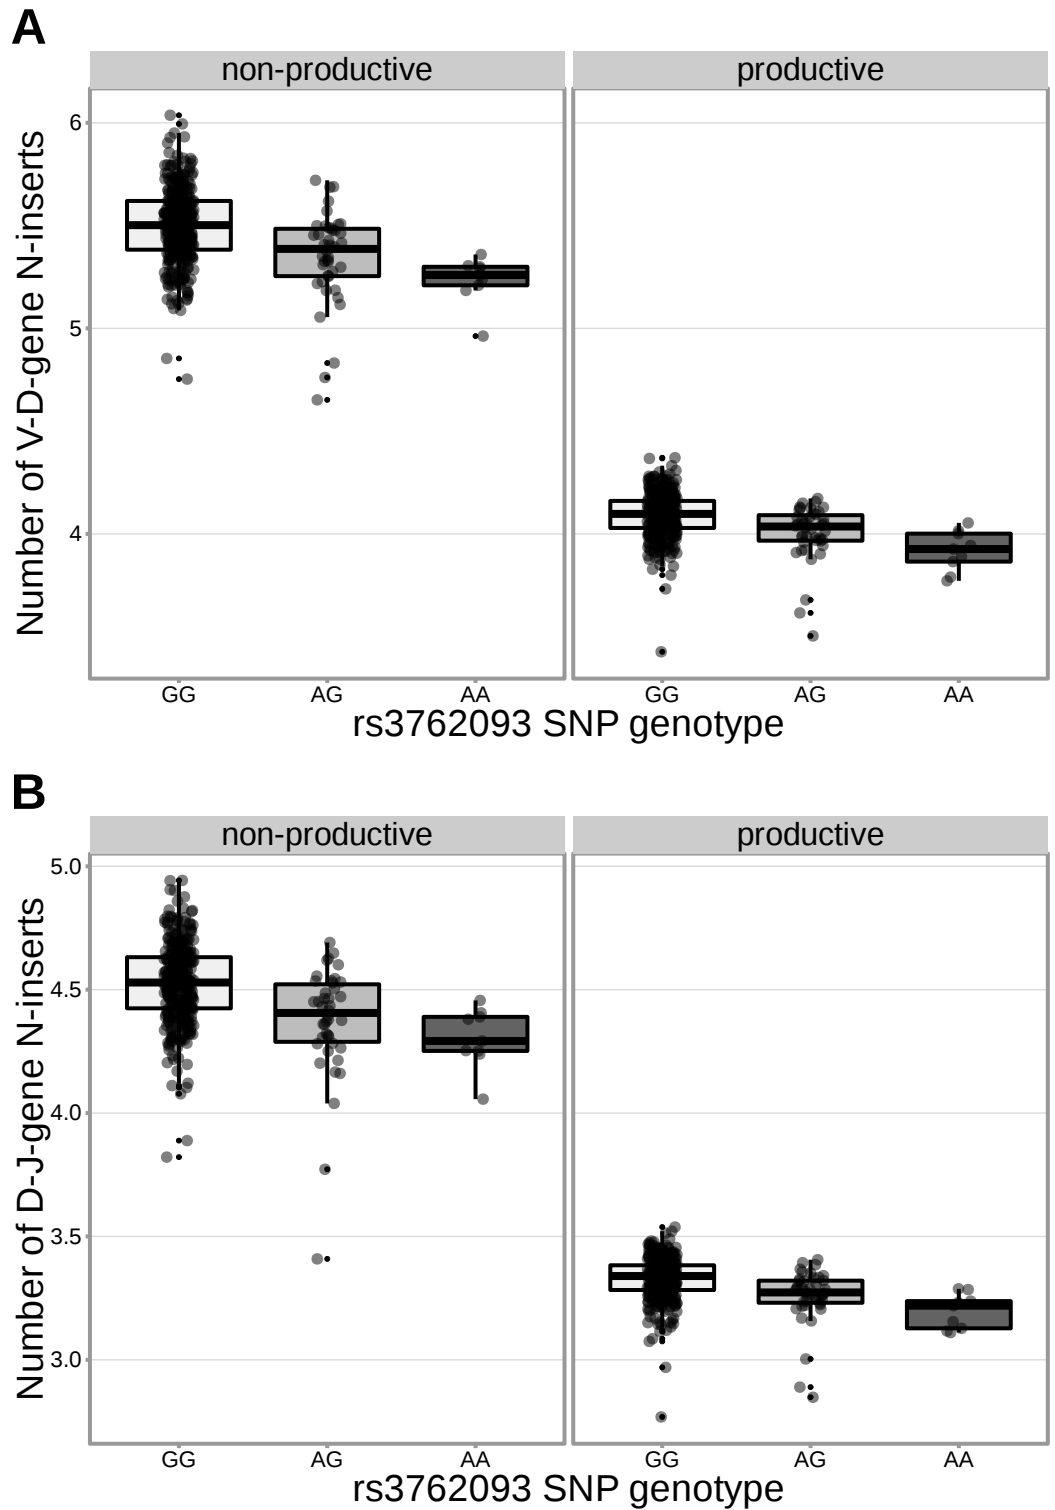 A
non-productive
productive
Number of V-D-gene N-inserts
6
5
4
GG
AG
AA
GG
AG
AA
rs3762093 SNP genotype
B
non-productive
productive
Number of D-J-gene N-inserts
5.0
4.5
4.0
3.5
3.0
GG
AG
AA
GG
AG
AA
rs3762093 SNP genotype